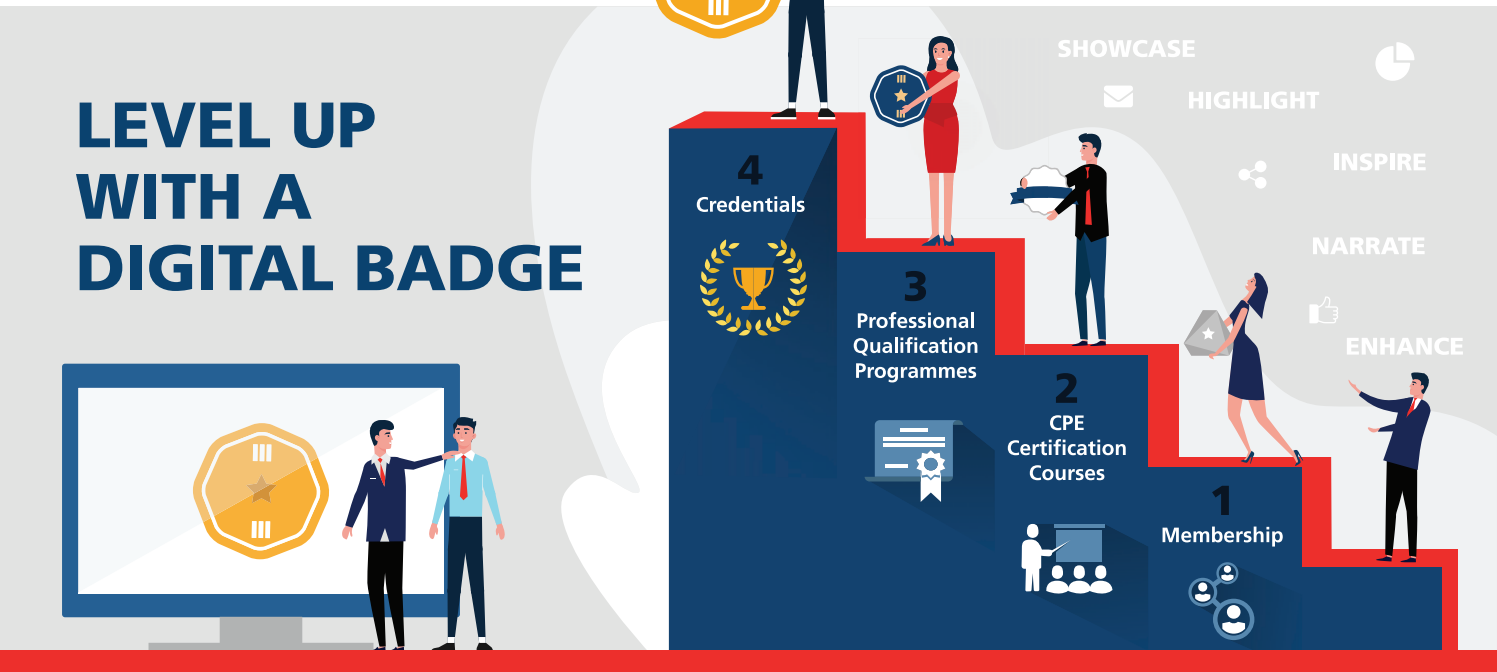 LEVEL UP
WITH A
DIGITAL BADGE
4
Credentials
3
Professional
Qualification
Programmes
2
CPE
Certification
Courses
1
Membership
SHOWCASE
HIGHLIGHT
INSPIRE
NARRATE
ENHANCE